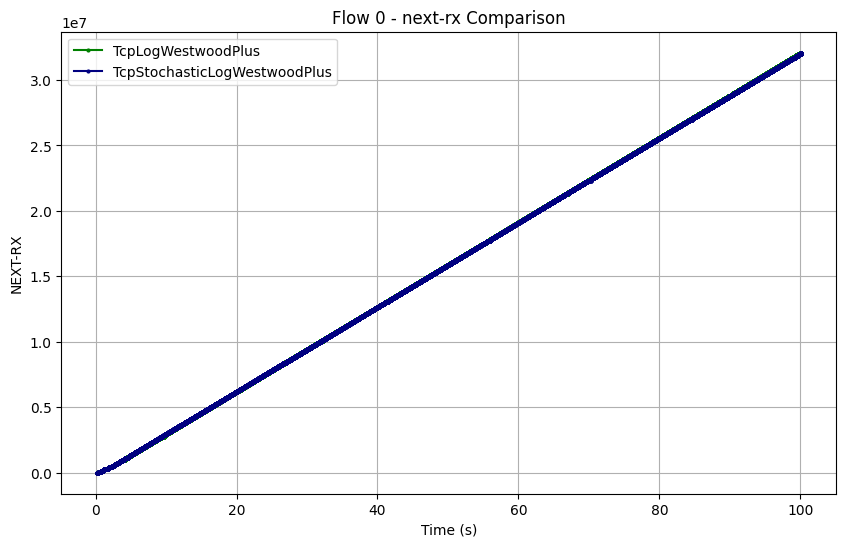 Flow 0 - next-rx Comparison
1e7
TcpLogWestwoodPlus
TcpStochasticLogWestwoodPlus
3.0
2.5
2.0
1.5
1.0
0.5
0.0
NEXT-RX
0 20 40 60 80 100
Time (s)